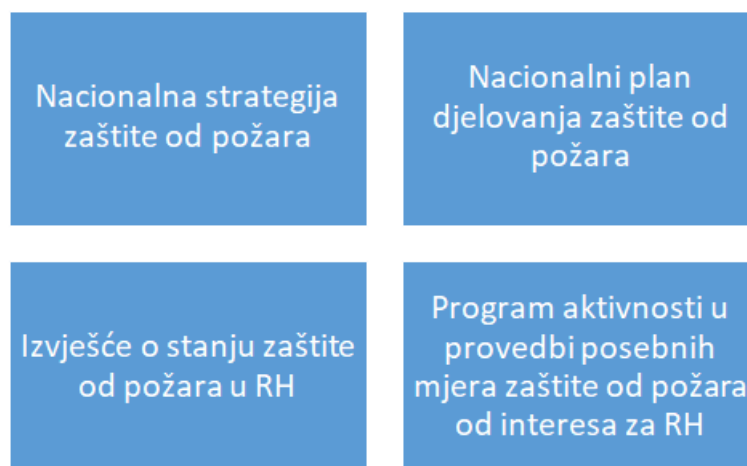 Nacionalna strategija
zaštite od požara
Nacionalni plan
djelovanja zaštite od
požara
Izvješće o stanju zaštite
od požara u RH
Program aktivnosti u
provedbi posebnih
mjera zaštite od požara
od interesa za RH